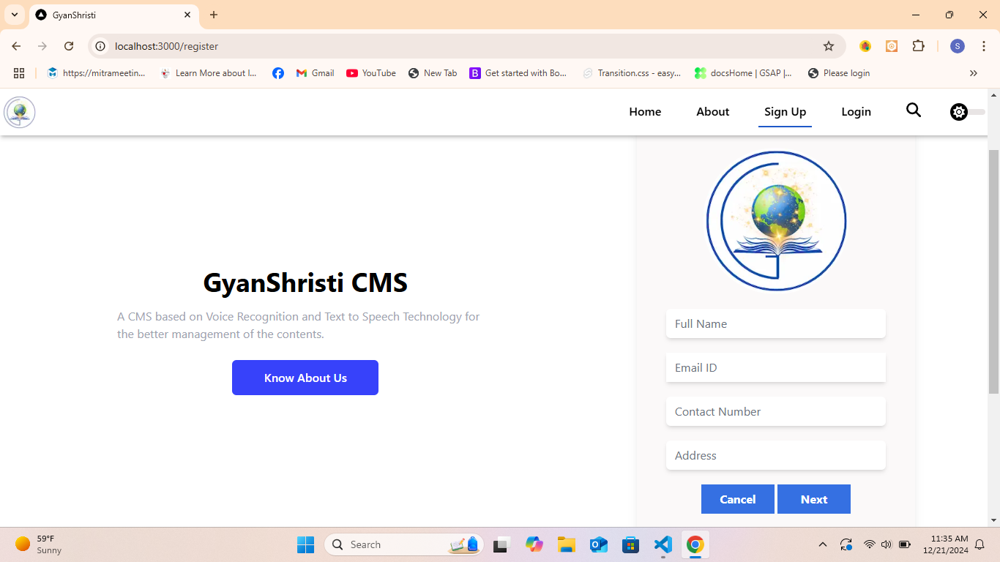 GyanShristi
localhost:3000/register
S
https://mitrameetin...
Learn More about I...
Gmail
YouTube
New Tab
B
Get started with Bo...
Transition.css - easy...
docsHome | GSAP |...
Please login
Home
About
Sign Up
Login
GyanShristi CMS
A CMS based on Voice Recognition and Text to Speech Technology for
the better management of the contents.
Know About Us
Full Name
Email ID
Contact Number
Address
Cancel
Next
59°F
Sunny
Search
11:35 AM
12/21/2024